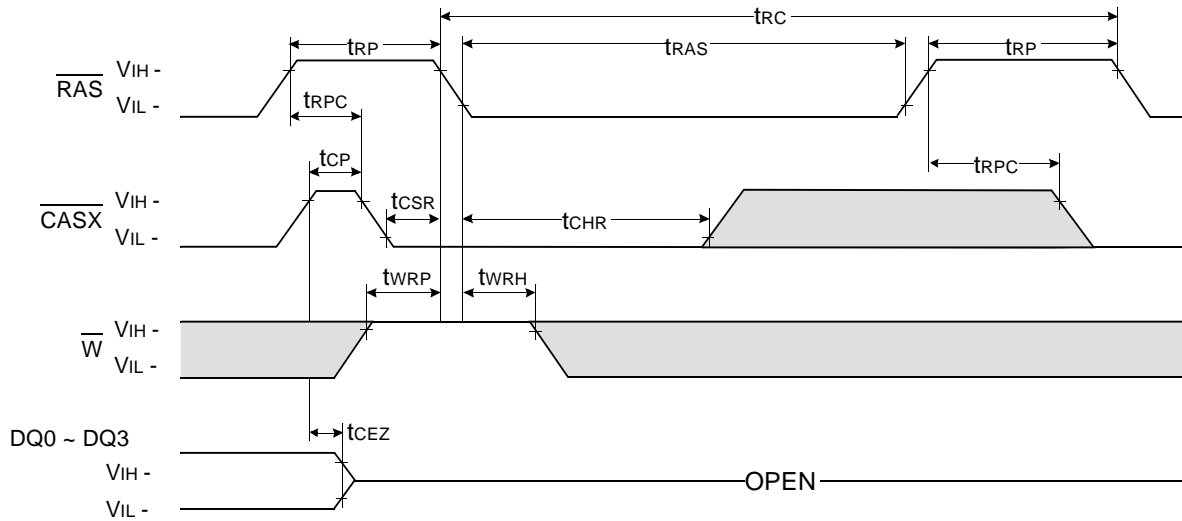 tRC
tRP tRAS tRP
RAS VIH -
VIL -
tRPC
tCP tRPC
CASX VIH -
VIL -
tCSR tCHR
tWRP tWRH
W VIH -
VIL -
DQ0 ~ DQ3 tCEZ
VIH -
VIL -
OPEN